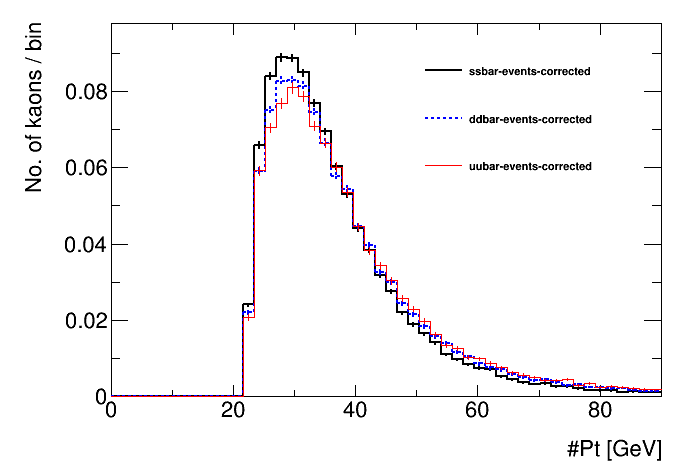 No. of kaons / bin
0.08
0.06
0.04
0.02
0
ssbar-events-corrected
ddbar-events-corrected
uubar-events-corrected
0 20 40 60 80
#Pt [GeV]